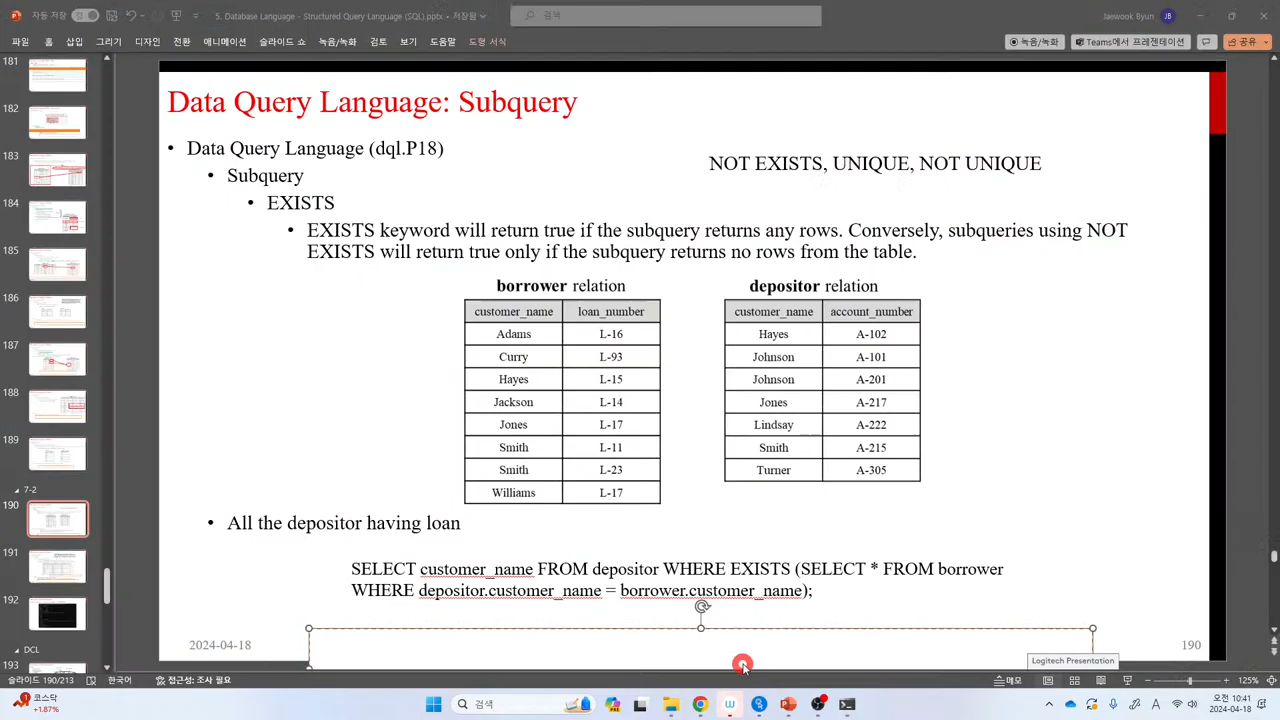 자동 저장
5. Database Query Language (SQL) • 저장됨
검색
Jaewook Byun
JB
파일
홈
삽입
그리기
디자인
전환
애니메이션
슬라이드 쇼
녹음/녹화
검토
보기
도움말
도형 서식
녹음/녹화
Teams에서 프레젠테이션
공유
182
184
186
187
188
189
7-2
190
191
192
DCL
193
Data Query Language: Subquery
• Data Query Language (dql.P18)
NOT EXISTS, UNIQUE, NOT UNIQUE
• Subquery
• EXISTS
• EXISTS keyword will return true if the subquery returns any rows. Conversely, subqueries using NOT
EXISTS will return true only if the subquery returns no rows from the table.
borrower relation
customer_name loan_number
Adams L-16
Curry L-93
Hayes L-15
Jackson L-14
Jones L-17
Smith L-11
Smith L-23
Williams L-17
depositor relation
customer_name account_number
Hayes A-102
Johnson A-101
Johnson A-201
Jones A-217
Lindsay A-222
Smith A-215
Turner A-305
• All the depositor having loan
SELECT customer_name FROM depositor WHERE EXISTS (SELECT * FROM borrower
WHERE depositor.customer_name = borrower.customer_name);
2024-04-18
190
Logitech Presentation
슬라이드 190/213
한국어
접근성: 조사 필요
메모
125%
코스닥
+1.87%
검색
오전 10:41
2024-04-18